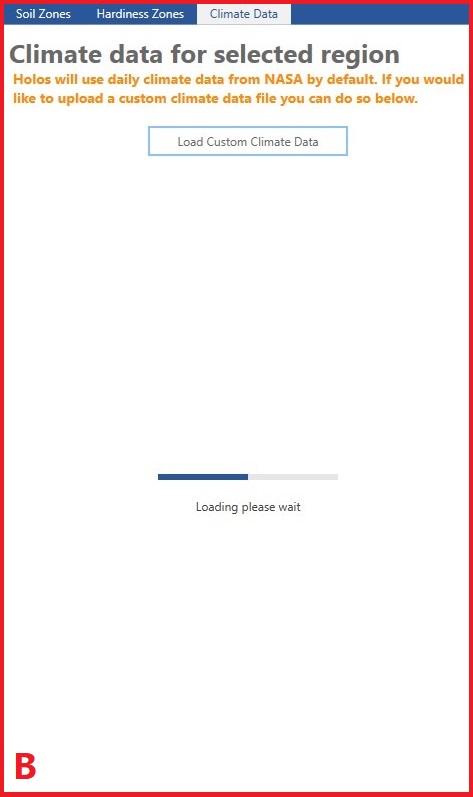 Soil Zones Hardiness Zones Climate Data
Climate data for selected region
Holos will use daily climate data from NASA by default. If you would
like to upload a custom climate data file you can do so below.
Load Custom Climate Data
Loading please wait
B